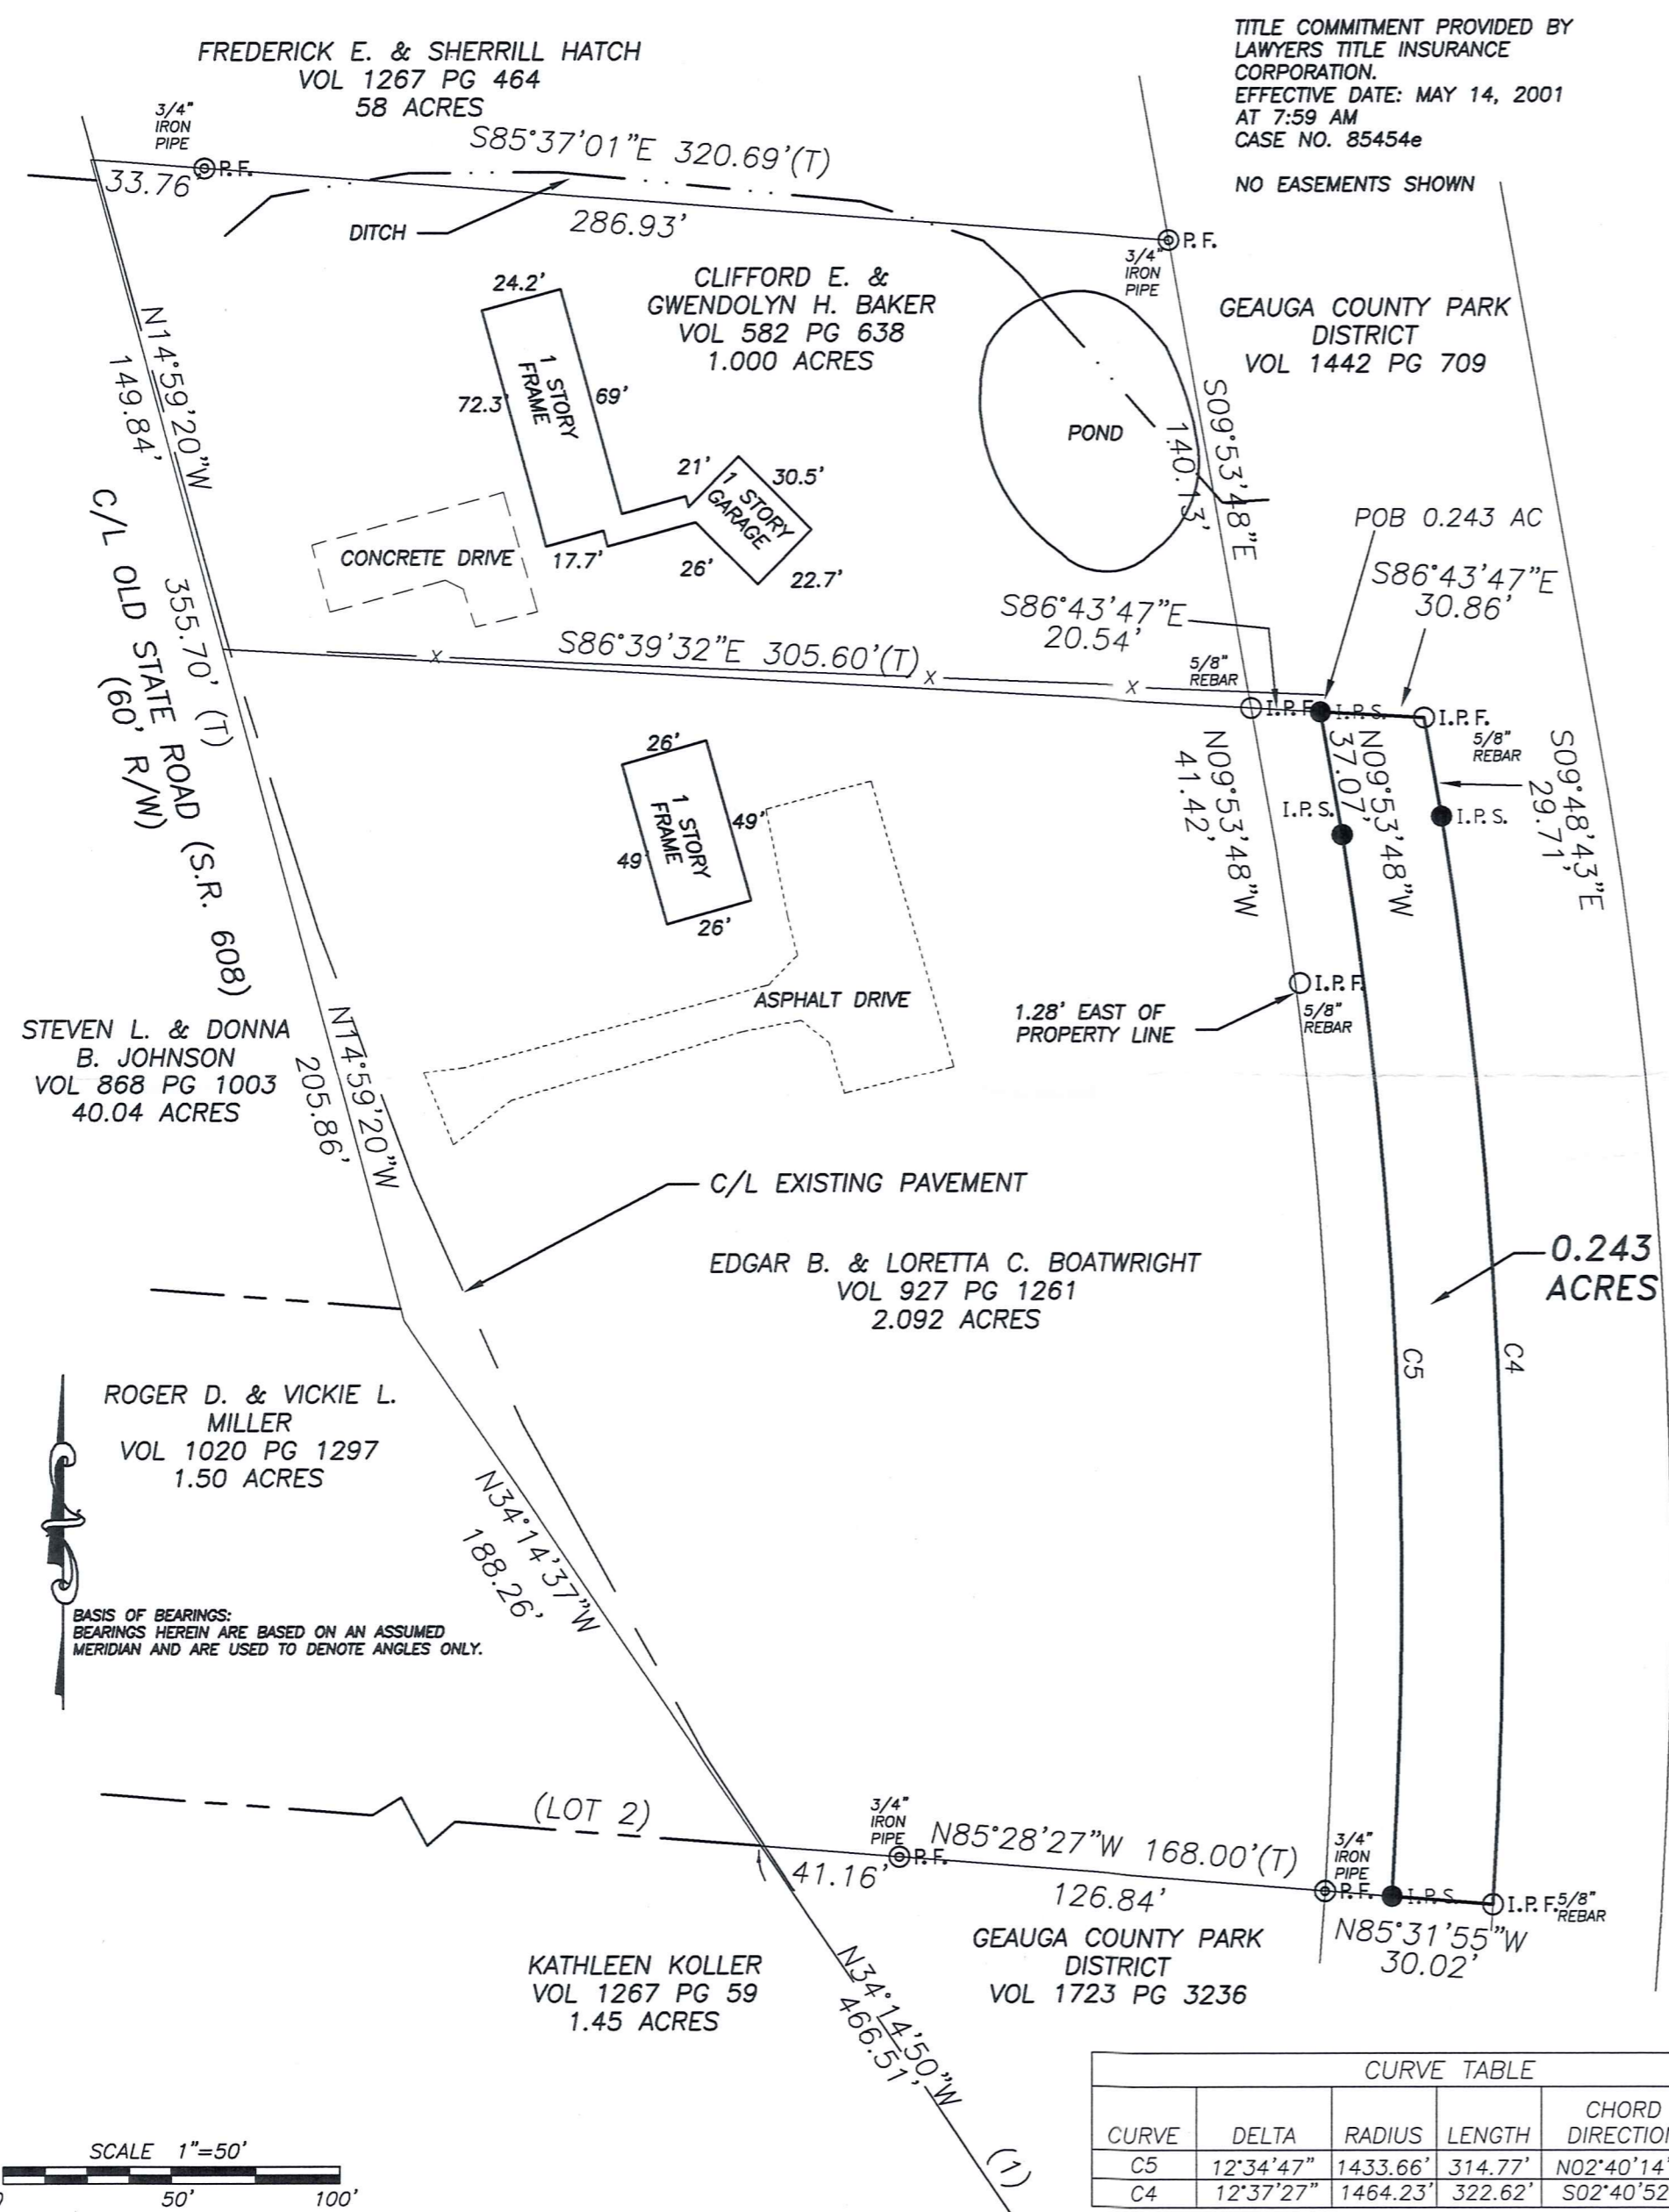 TITLE COMMITMENT PROVIDED BY
LAWYERS TITLE INSURANCE
CORPORATION.
EFFECTIVE DATE: MAY 14, 2001
AT 7:59 AM
CASE NO. 85454e
NO EASEMENTS SHOWN
FREDERICK E. & SHERRILL HATCH
VOL 1267 PG 464
58 ACRES
3/4"
IRON
PIPE
P.F.
S85°37'01"E 320.69'(T)
33.76'
DITCH
286.93'
P.F.
3/4"
IRON
PIPE
24.2'
CLIFFORD E. &
GWENDOLYN H. BAKER
VOL 582 PG 638
1.000 ACRES
GEAUGA COUNTY PARK
DISTRICT
VOL 1442 PG 709
N14°59'20"W
149.84'
1 STORY
FRAME
72.3'
69'
POND
S09°53'48"E
140.13'
21'
30.5'
1 STORY
GARAGE
CONCRETE DRIVE
17.7'
26'
22.7'
POB 0.243 AC
S86°43'47"E
30.86'
S86°43'47"E
20.54'
C/L OLD STATE ROAD (S.R. 608)
(60' R/W)
355.70' (T)
S86°39'32"E 305.60'(T)
X
X
X
5/8"
REBAR
I.P.F.
I.P.S.
I.P.F.
5/8"
REBAR
26'
1 STORY
FRAME
49'
49'
26'
N09°53'48"W
41.42'
N09°53'48"W
37.07'
S09°48'43"E
29.71'
I.P.S.
I.P.S.
ASPHALT DRIVE
1.28' EAST OF
PROPERTY LINE
I.P.F.
5/8"
REBAR
STEVEN L. & DONNA
B. JOHNSON
VOL 868 PG 1003
40.04 ACRES
N14°59'20"W
205.86'
C/L EXISTING PAVEMENT
EDGAR B. & LORETTA C. BOATWRIGHT
VOL 927 PG 1261
2.092 ACRES
0.243
ACRES
C5
C4
ROGER D. & VICKIE L.
MILLER
VOL 1020 PG 1297
1.50 ACRES
N34°14'37"W
188.26'
BASIS OF BEARINGS:
BEARINGS HEREIN ARE BASED ON AN ASSUMED
MERIDIAN AND ARE USED TO DENOTE ANGLES ONLY.
(LOT 2)
3/4"
IRON
PIPE
P.F.
N85°28'27"W 168.00'(T)
41.16'
126.84'
3/4"
IRON
PIPE
P.F.
I.P.S.
I.P.F.
5/8"
REBAR
N85°31'55"W
30.02'
GEAUGA COUNTY PARK
DISTRICT
VOL 1723 PG 3236
KATHLEEN KOLLER
VOL 1267 PG 59
1.45 ACRES
N34°14'50"W
466.51'
(1)
SCALE 1"=50'
50' 100'
CURVE TABLE
CURVE DELTA RADIUS LENGTH CHORD
C5 12°34'47" 1433.66' 314.77' N02°40'14"
C4 12°37'27" 1464.23' 322.62' S02°40'52